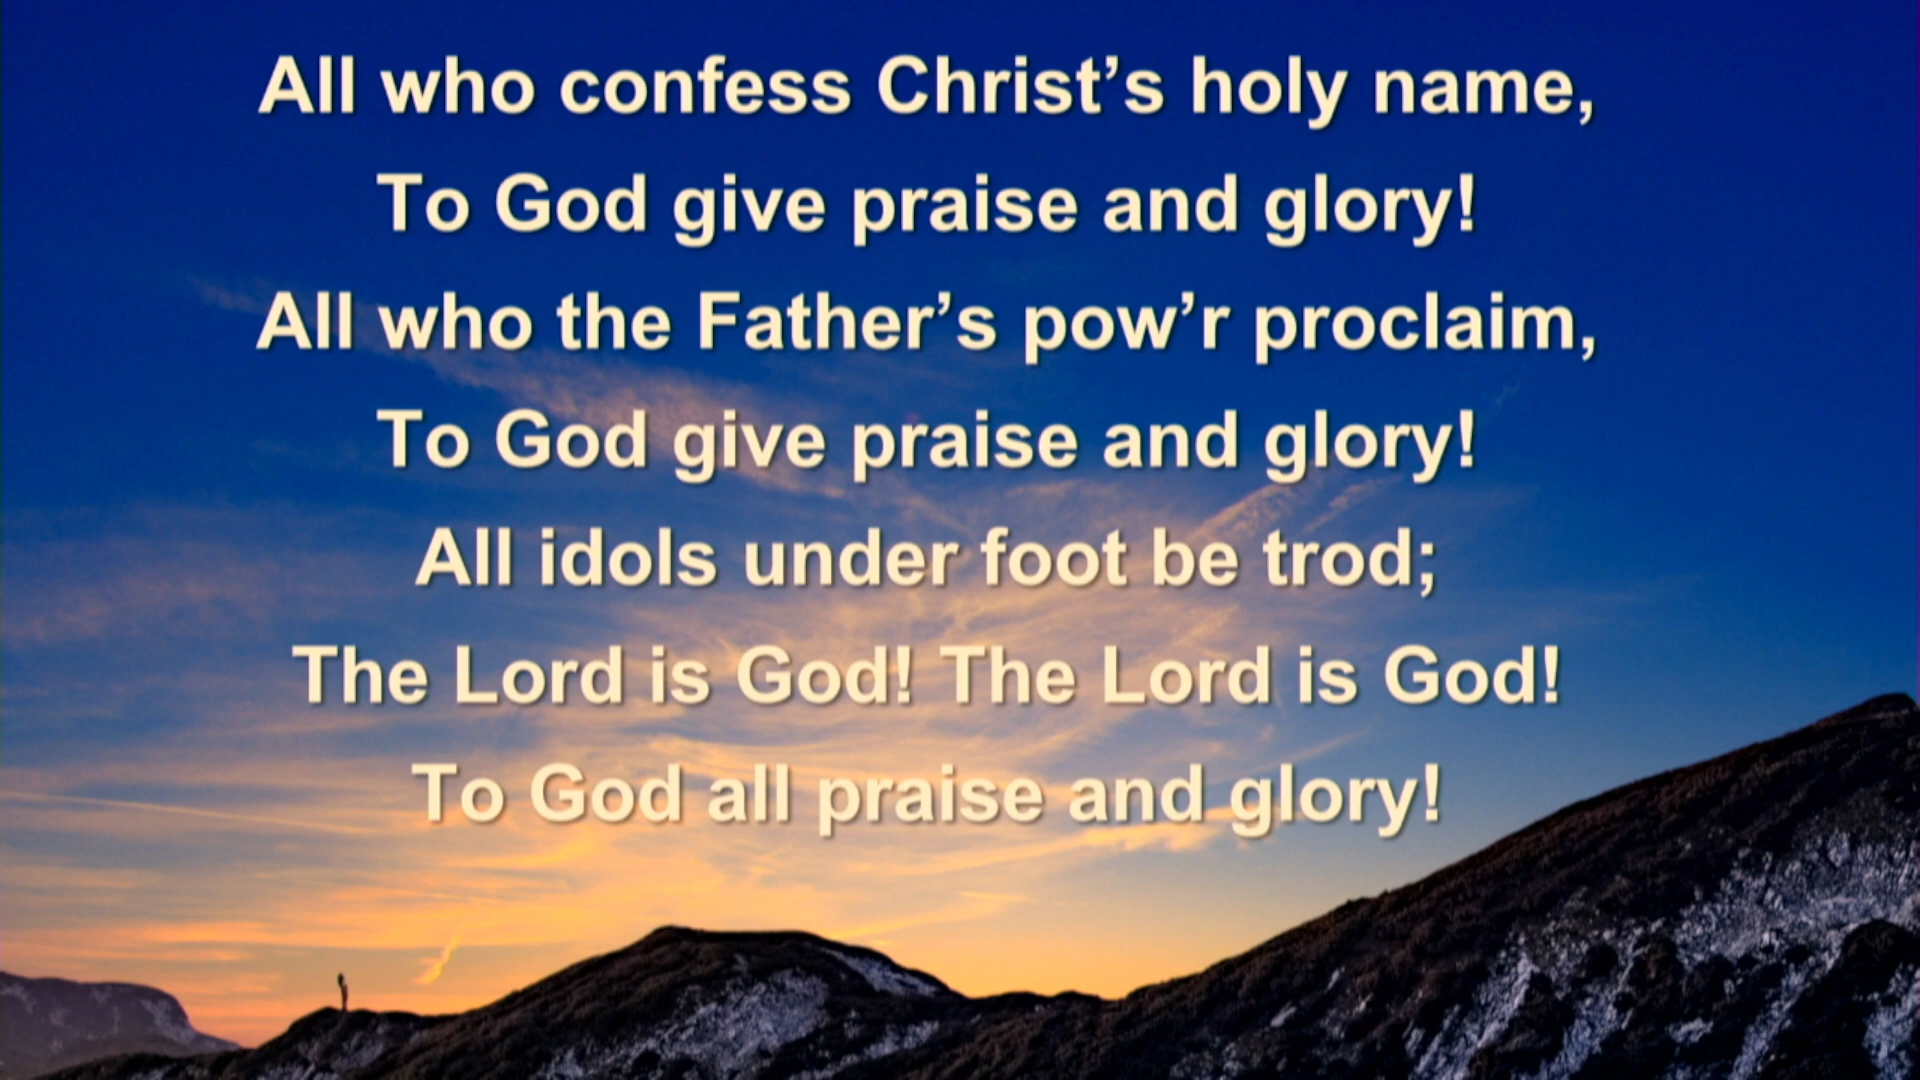 All who confess Christ’s holy name,
To God give praise and glory!
All who the Father’s pow’r proclaim,
To God give praise and glory!
All idols under foot be trod;
The Lord is God! The Lord is God!
To God all praise and glory!